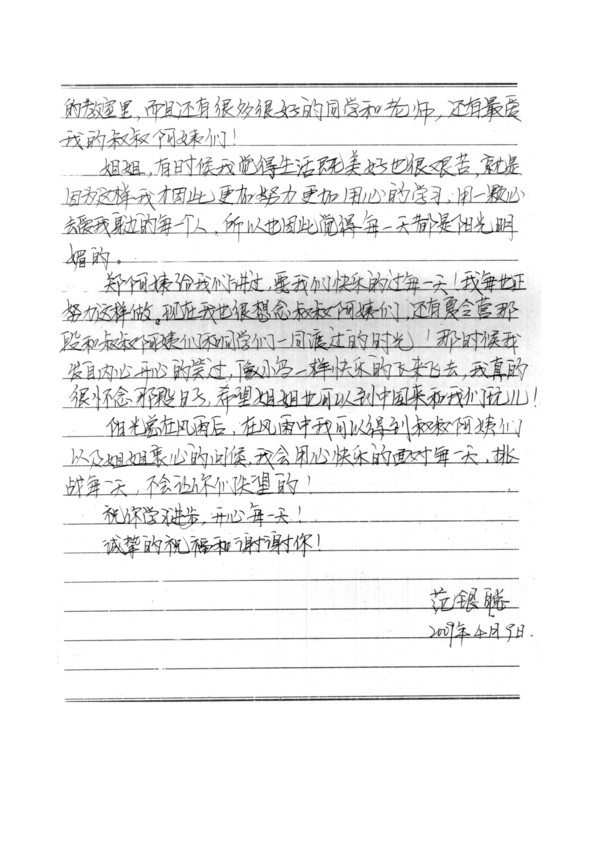 的教室里,而且还有很多很好的同学和老师,还有最爱
我的叔叔阿姨们!
姐姐,有时候我觉得生活既美好也很艰苦,就是
因为这样我才因此更加努力更加用心的学习,用一颗心
去爱我身边的每个人,所以也因此觉得每一天都是阳光明
媚的。
郑阿姨给我们讲过,要我们快乐的过每一天!我每也正
努力这样做。现在我也很想念叔叔阿姨们,还有夏令营那
段和叔叔阿姨们和同学们一同渡过的时光!那时候我
发自内心开心的笑过,像小鸟一样快乐的飞来飞去,我真的
很怀念那段日子,希望姐姐也可以到中国来和我们玩儿!
阳光总在风雨后,在风雨中我可以得到叔叔阿姨们
以及姐姐衷心的问候,我会用心快乐的面对每一天,挑
战每一天,不会让你们失望的!
祝你学习进步,开心每一天!
诚挚的祝福和谢谢你!
范银聪
2009年4月9日.